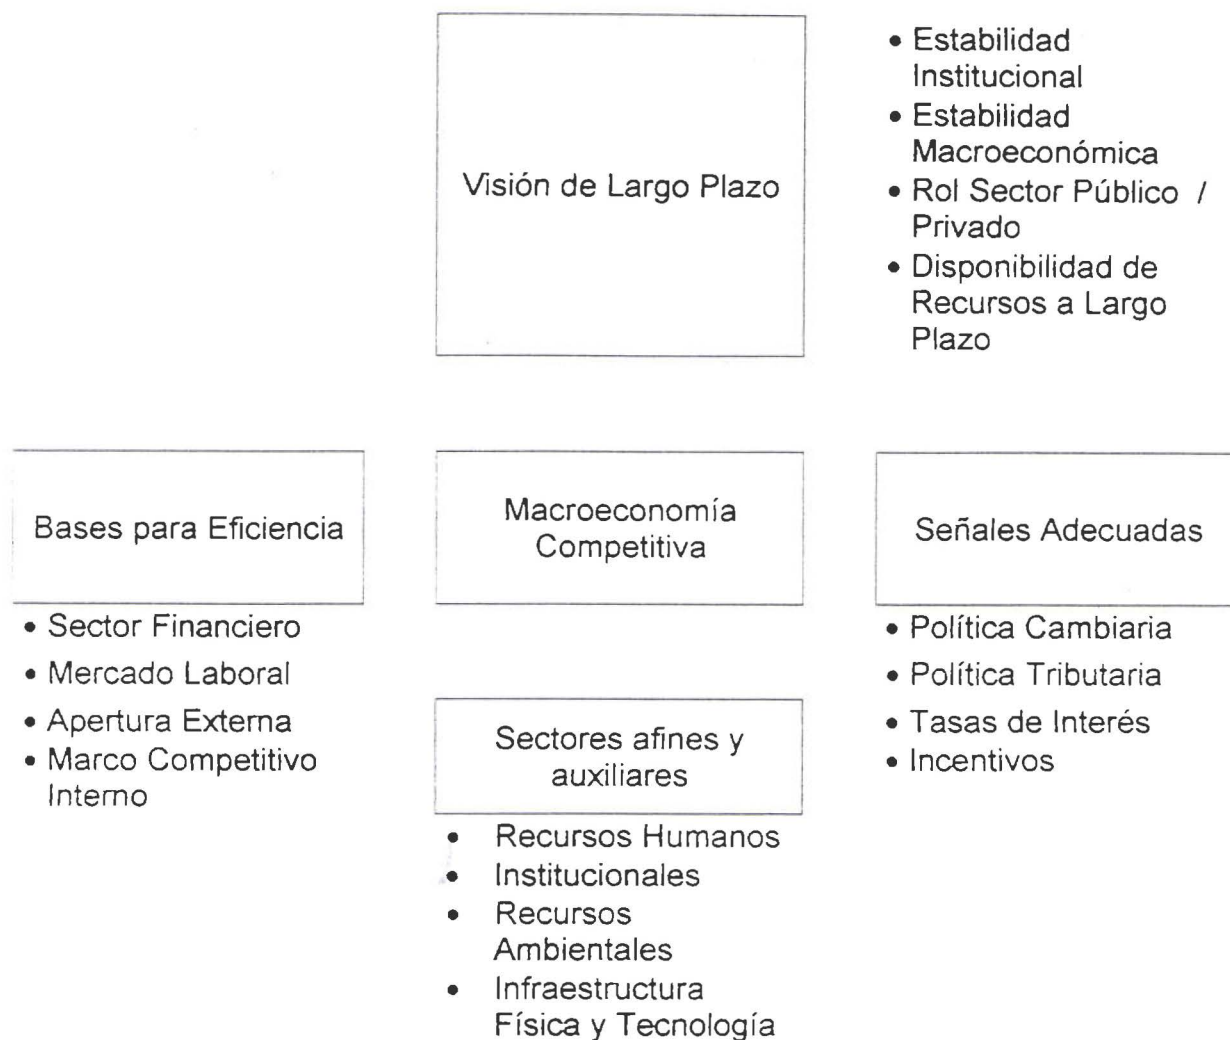 Visión de Largo Plazo
• Estabilidad
Institucional
• Estabilidad
Macroeconómica
• Rol Sector Público /
Privado
• Disponibilidad de
Recursos a Largo
Plazo
Bases para Eficiencia
• Sector Financiero
• Mercado Laboral
• Apertura Externa
• Marco Competitivo
Interno
Macroeconomía
Competitiva
Señales Adecuadas
• Política Cambiaria
• Política Tributaria
• Tasas de Interés
• Incentivos
Sectores afines y
auxiliares
• Recursos Humanos
• Institucionales
• Recursos
Ambientales
• Infraestructura
Física y Tecnología